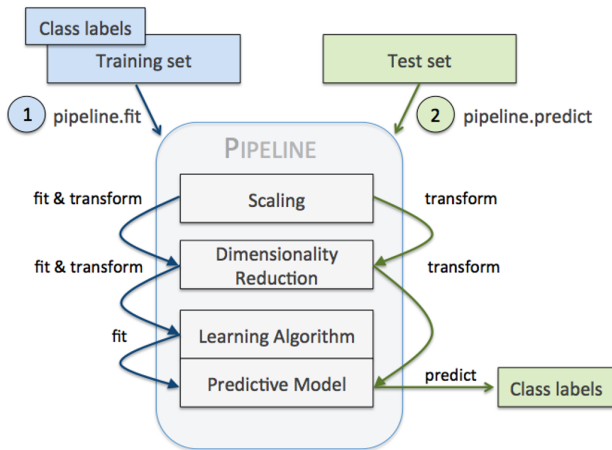 Class labels
Training set
Test set
1 pipeline.fit
2 pipeline.predict
PIPELINE
fit & transform
Scaling
transform
fit & transform
Dimensionality
Reduction
transform
fit
Learning Algorithm
Predictive Model
predict
Class labels